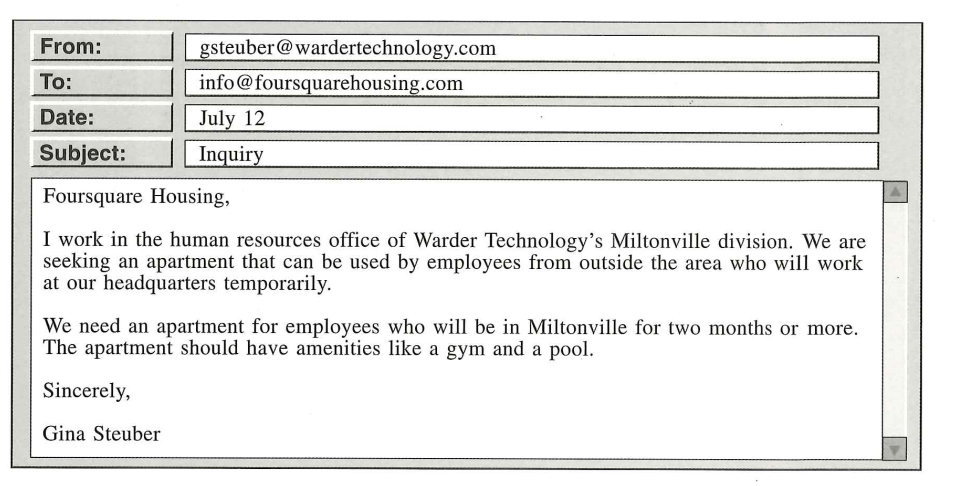 From: gsteuber@wardertechnology.com
To: info@foursquarehousing.com
Date: July 12
Subject: Inquiry
Foursquare Housing,
I work in the human resources office of Warder Technology's Miltonville division. We are
seeking an apartment that can be used by employees from outside the area who will work
at our headquarters temporarily.
We need an apartment for employees who will be in Miltonville for two months or more.
The apartment should have amenities like a gym and a pool.
Sincerely,
Gina Steuber